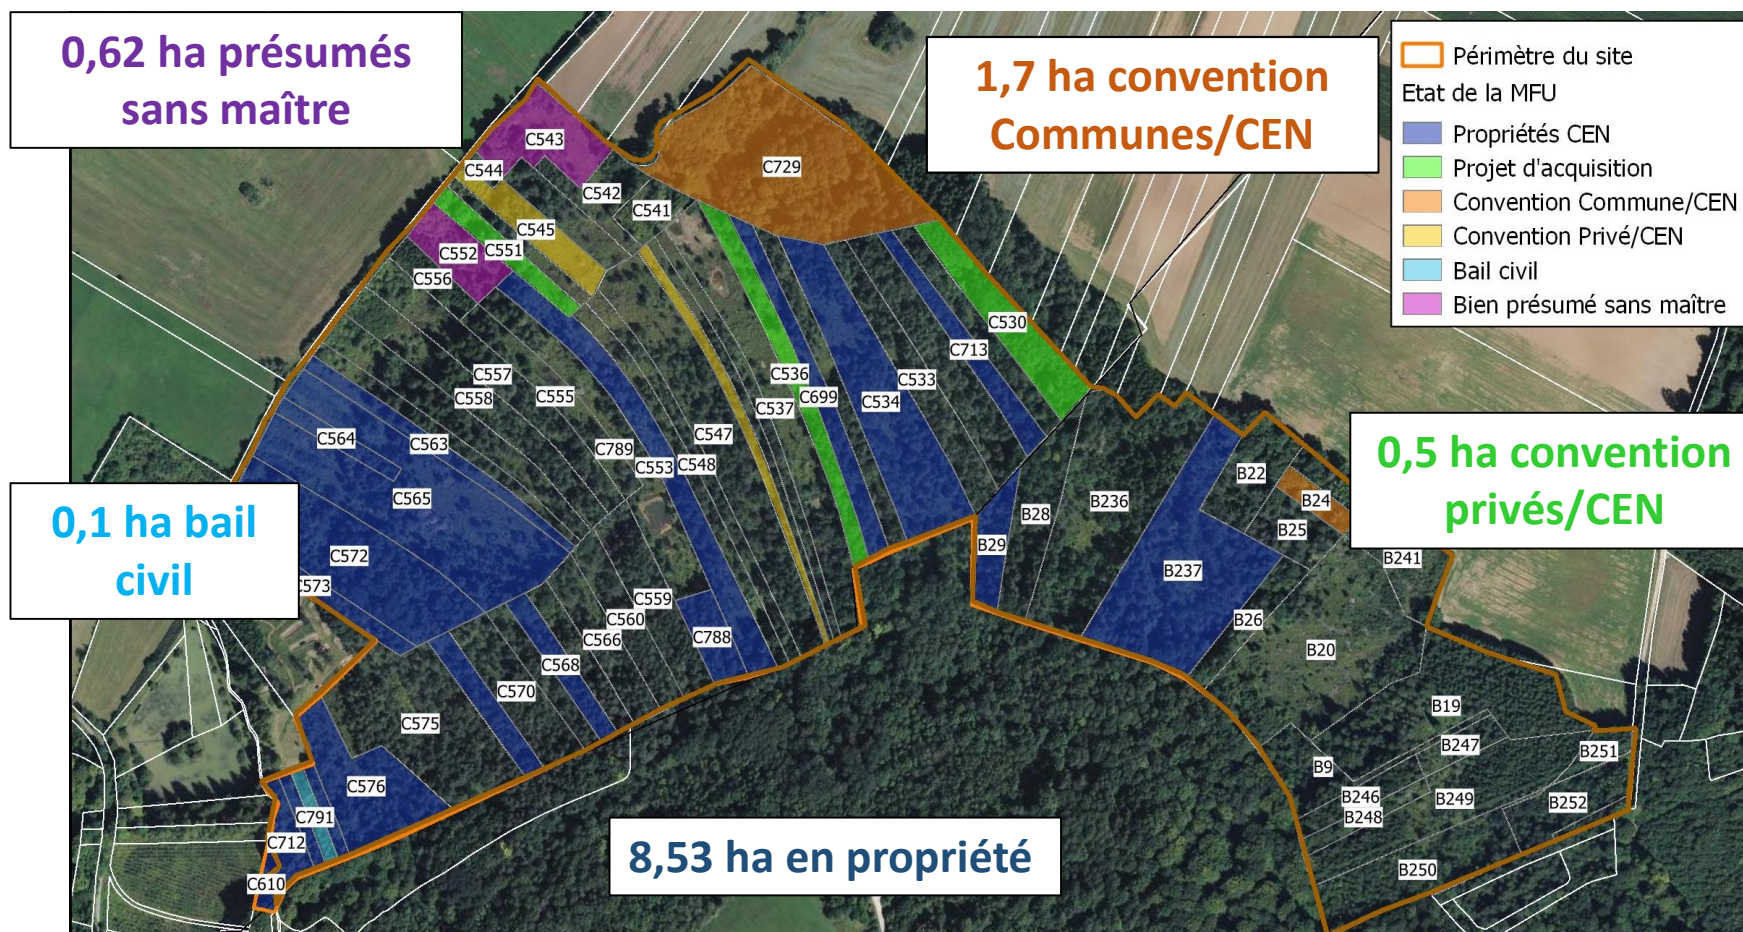 0,62 ha présumés
sans maître
1,7 ha convention
Communes/CEN
Périmètre du site
Etat de la MFU
Propriétés CEN
Projet d'acquisition
Convention Commune/CEN
Convention Privé/CEN
Bail civil
Bien présumé sans maître
C543
C544
C542
C541
C729
C545
C551
C552
C556
C530
C713
C557
C558
C555
C536
C699
C537
C533
C534
C547
C548
C553
C789
C564
C563
C565
C572
C573
0,1 ha bail
civil
0,5 ha convention
privés/CEN
B22
B24
B25
B241
B236
B28
B29
B237
B26
B20
C559
C560
C566
C788
C568
C570
C575
C576
C791
C712
C610
B19
B247
B251
B9
B246
B248
B249
B252
B250
8,53 ha en propriété